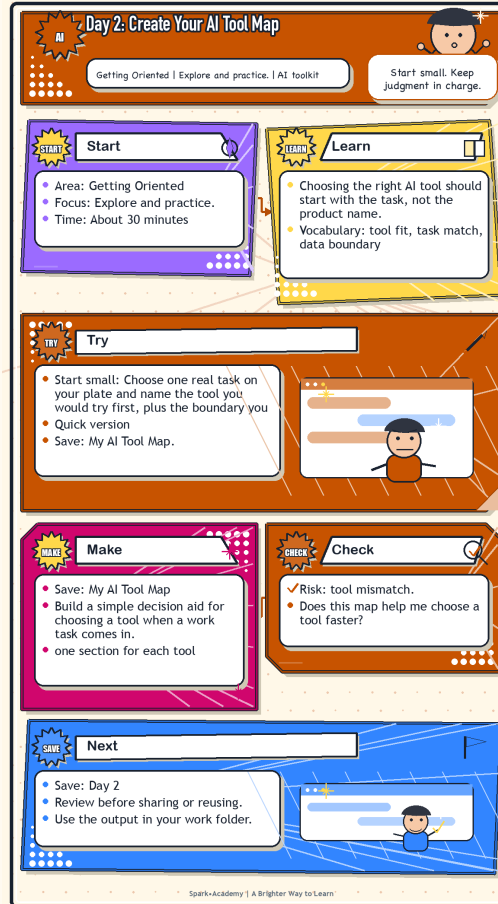 AI
Day 2: Create Your AI Tool Map
Getting Oriented | Explore and practice. | AI toolkit
Start small. Keep
judgment in charge.
START
Start
Area: Getting Oriented
Focus: Explore and practice.
Time: About 30 minutes
LEARN
Learn
Choosing the right AI tool should
start with the task, not the
product name.
Vocabulary: tool fit, task match,
data boundary
TRY
Try
Start small: Choose one real task on
your plate and name the tool you
would try first, plus the boundary you
Quick version
Save: My AI Tool Map.
MAKE
Make
Save: My AI Tool Map
Build a simple decision aid for
choosing a tool when a work
task comes in.
one section for each tool
CHECK
Check
Risk: tool mismatch.
Does this map help me choose a
tool faster?
SAVE
Next
Save: Day 2
Review before sharing or reusing.
Use the output in your work folder.
Spark•Academy | A Brighter Way to Learn